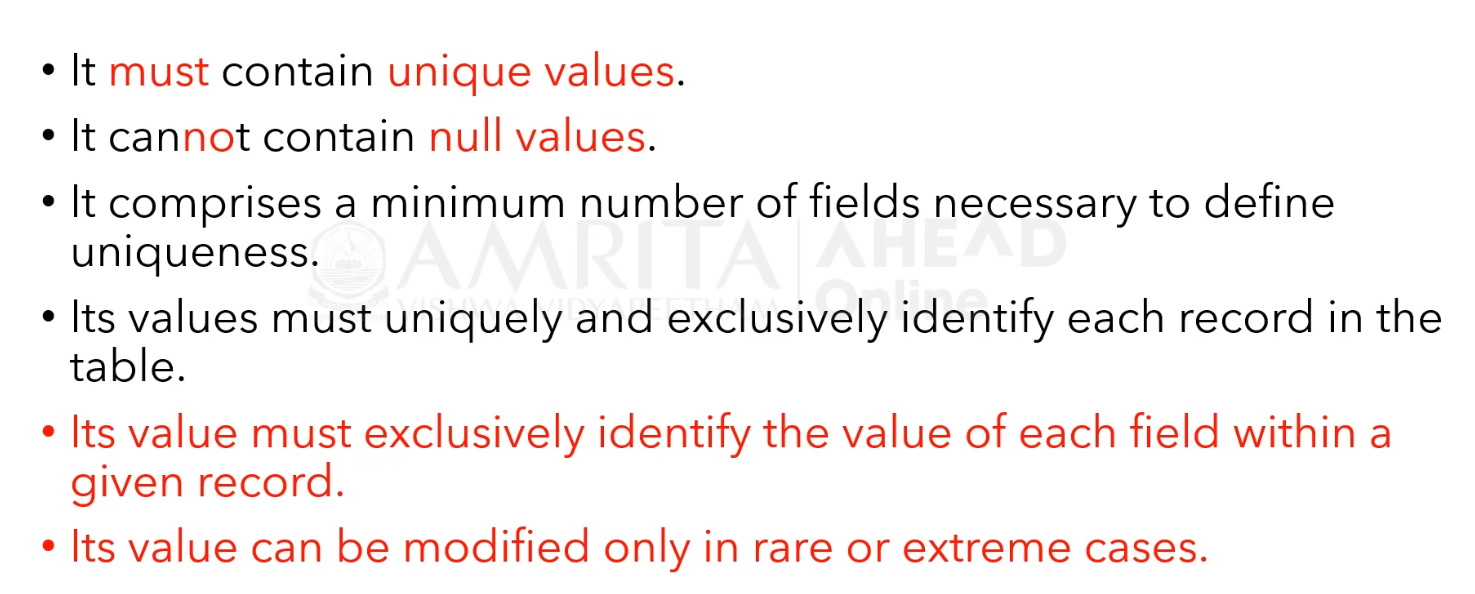 • It must contain unique values.
• It cannot contain null values.
• It comprises a minimum number of fields necessary to define
uniqueness.
AMRITA AHEAD
VISHWA VIDYAPEETHAM Online
• Its values must uniquely and exclusively identify each record in the
table.
• Its value must exclusively identify the value of each field within a
given record.
• Its value can be modified only in rare or extreme cases.